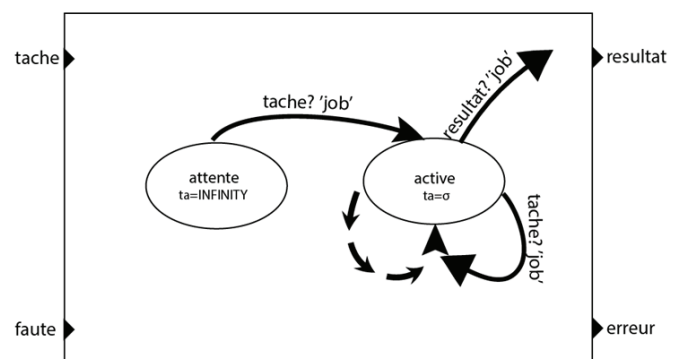 tache
resultat
resultat? 'job'
tache? 'job'
attente
ta=INFINITY
active
ta=σ
tache? 'job'
faute
erreur